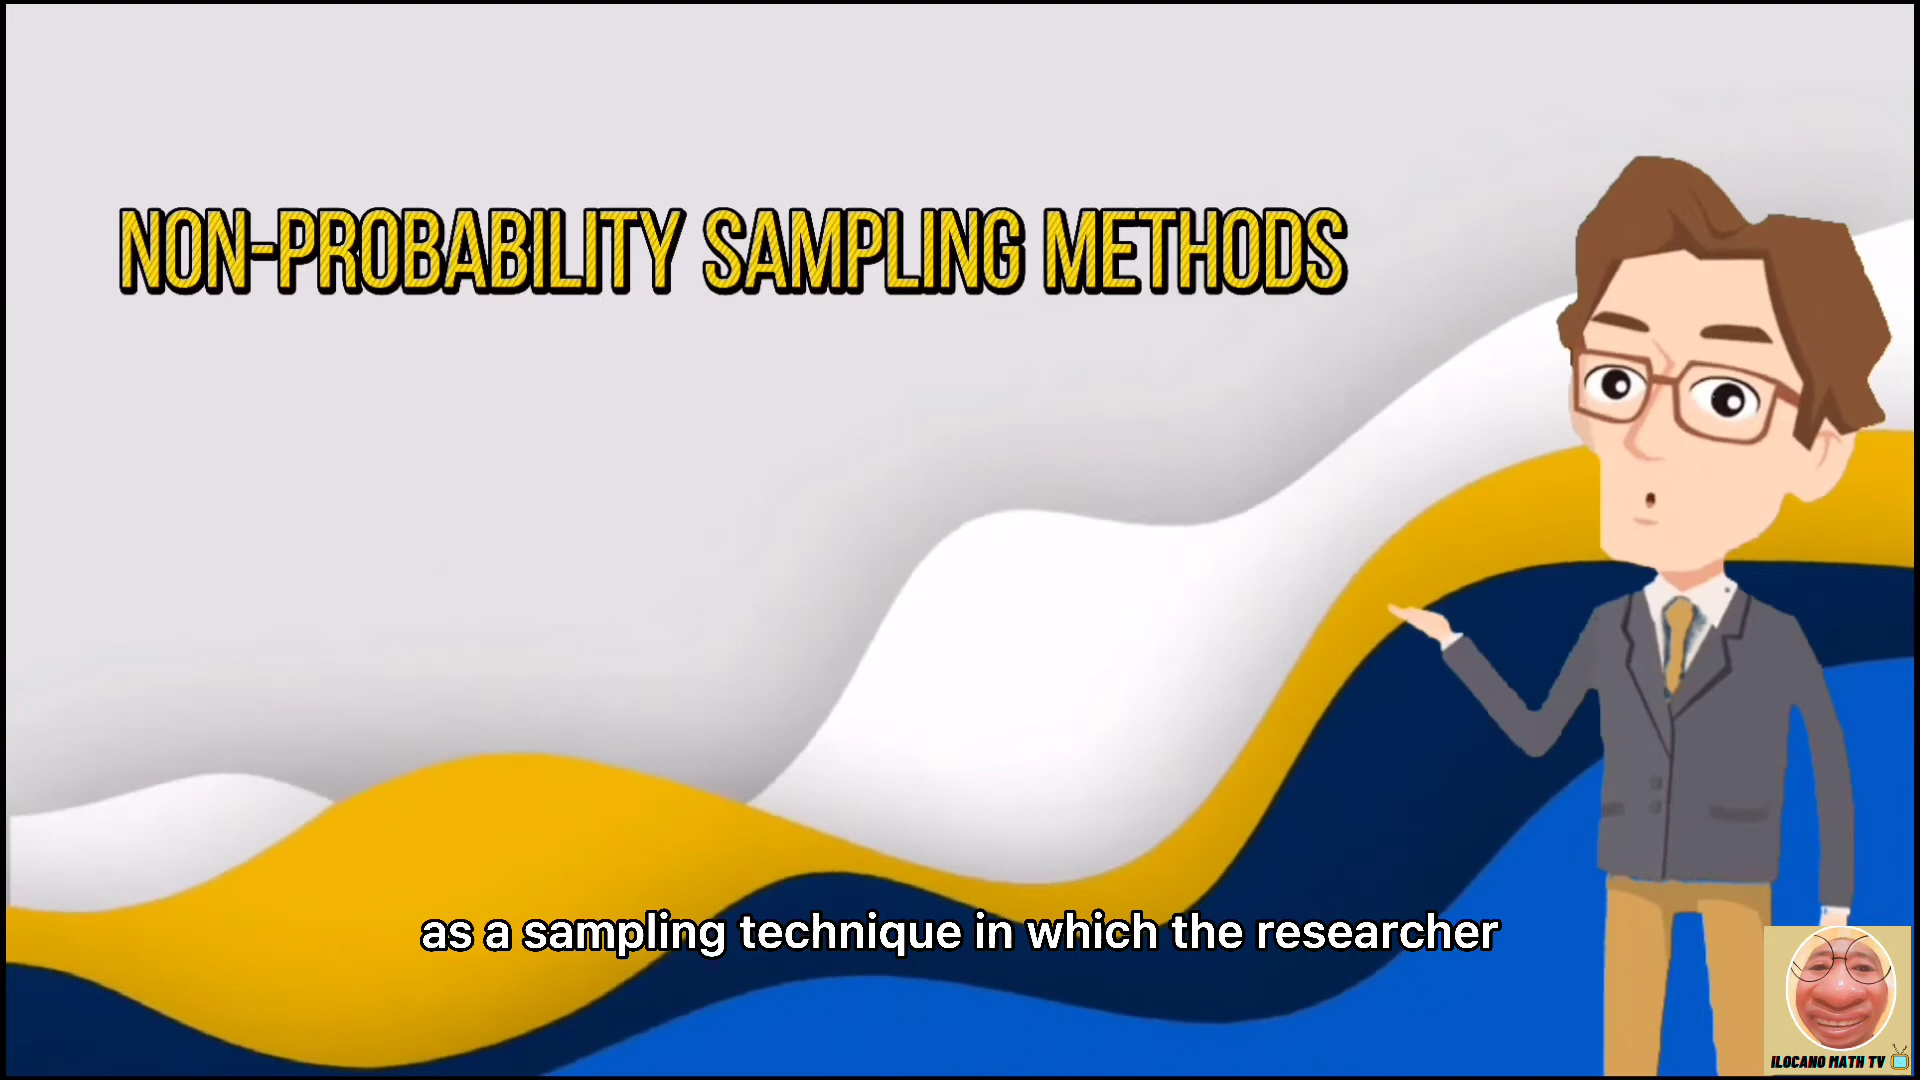 NON-PROBABILITY SAMPLING METHODS
as a sampling technique in which the researcher
ILOCANO MATH TV